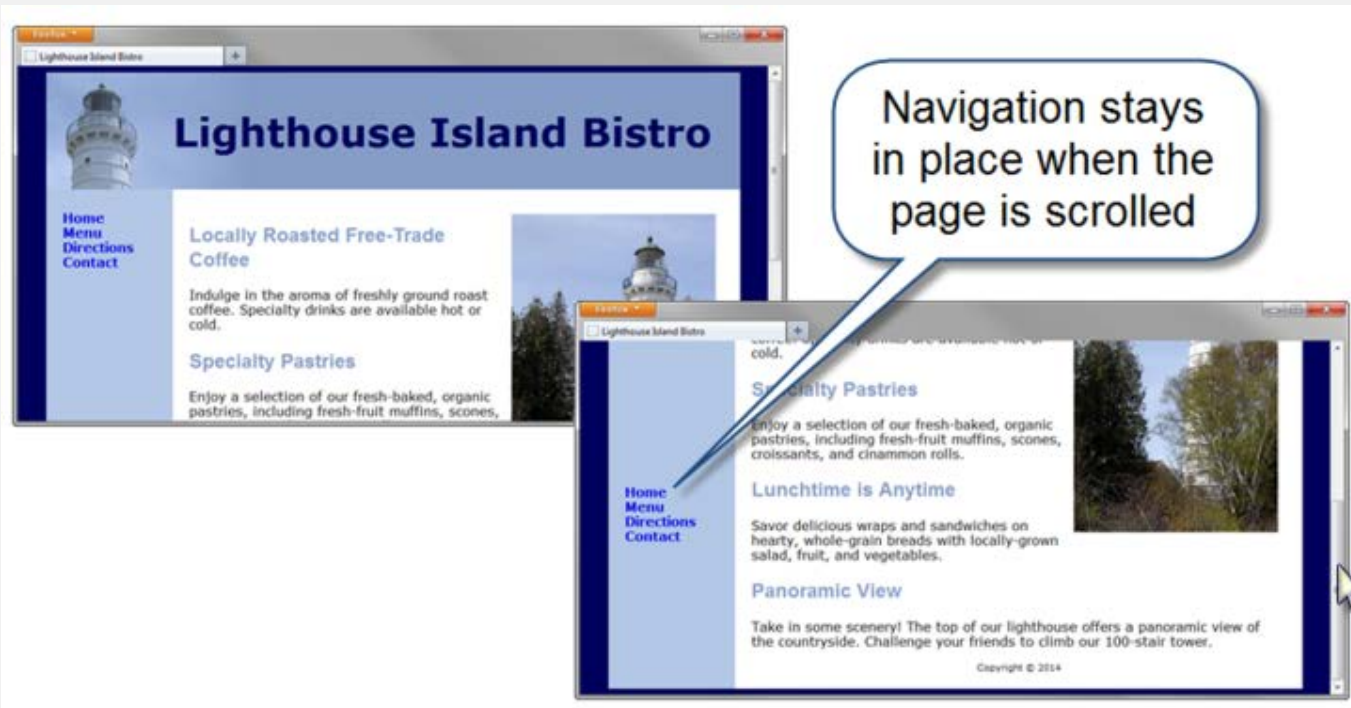 Firefox
Lighthouse Island Bistro
Lighthouse Island Bistro
Home
Menu
Directions
Contact
Locally Roasted Free-Trade
Coffee
Indulge in the aroma of freshly ground roast
coffee. Specialty drinks are available hot or
cold.
Specialty Pastries
Enjoy a selection of our fresh-baked, organic
pastries, including fresh-fruit muffins, scones,
Navigation stays
in place when the
page is scrolled
Firefox
Lighthouse Island Bistro
cold.
Specialty Pastries
Enjoy a selection of our fresh-baked, organic
pastries, including fresh-fruit muffins, scones,
croissants, and cinammon rolls.
Home
Menu
Directions
Contact
Lunchtime is Anytime
Savor delicious wraps and sandwiches on
hearty, whole-grain breads with locally-grown
salad, fruit, and vegetables.
Panoramic View
Take in some scenery! The top of our lighthouse offers a panoramic view of
the countryside. Challenge your friends to climb our 100-stair tower.
Copyright © 2014